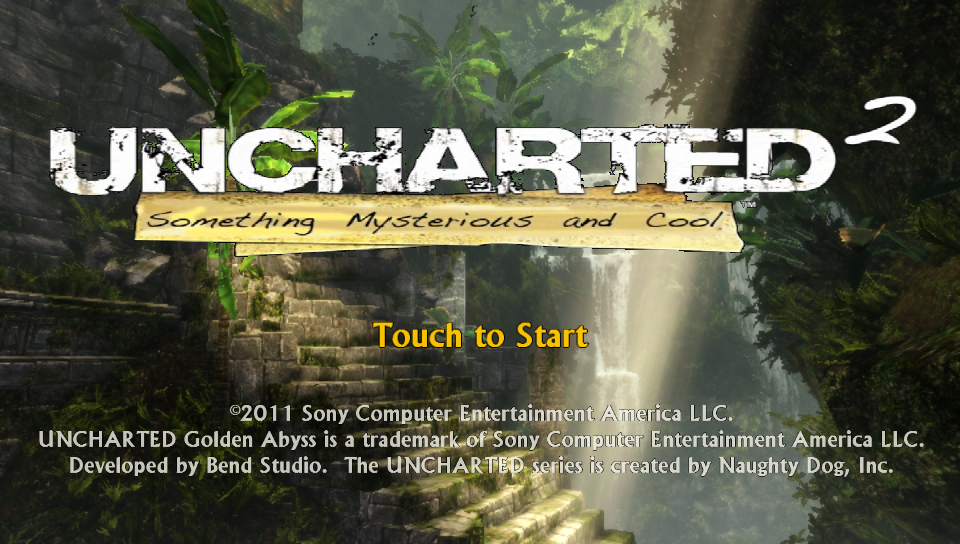 UNCHARTED 2
Something Mysterious and Cool
™
Touch to Start
©2011 Sony Computer Entertainment America LLC.
UNCHARTED Golden Abyss is a trademark of Sony Computer Entertainment America LLC.
Developed by Bend Studio. The UNCHARTED series is created by Naughty Dog, Inc.